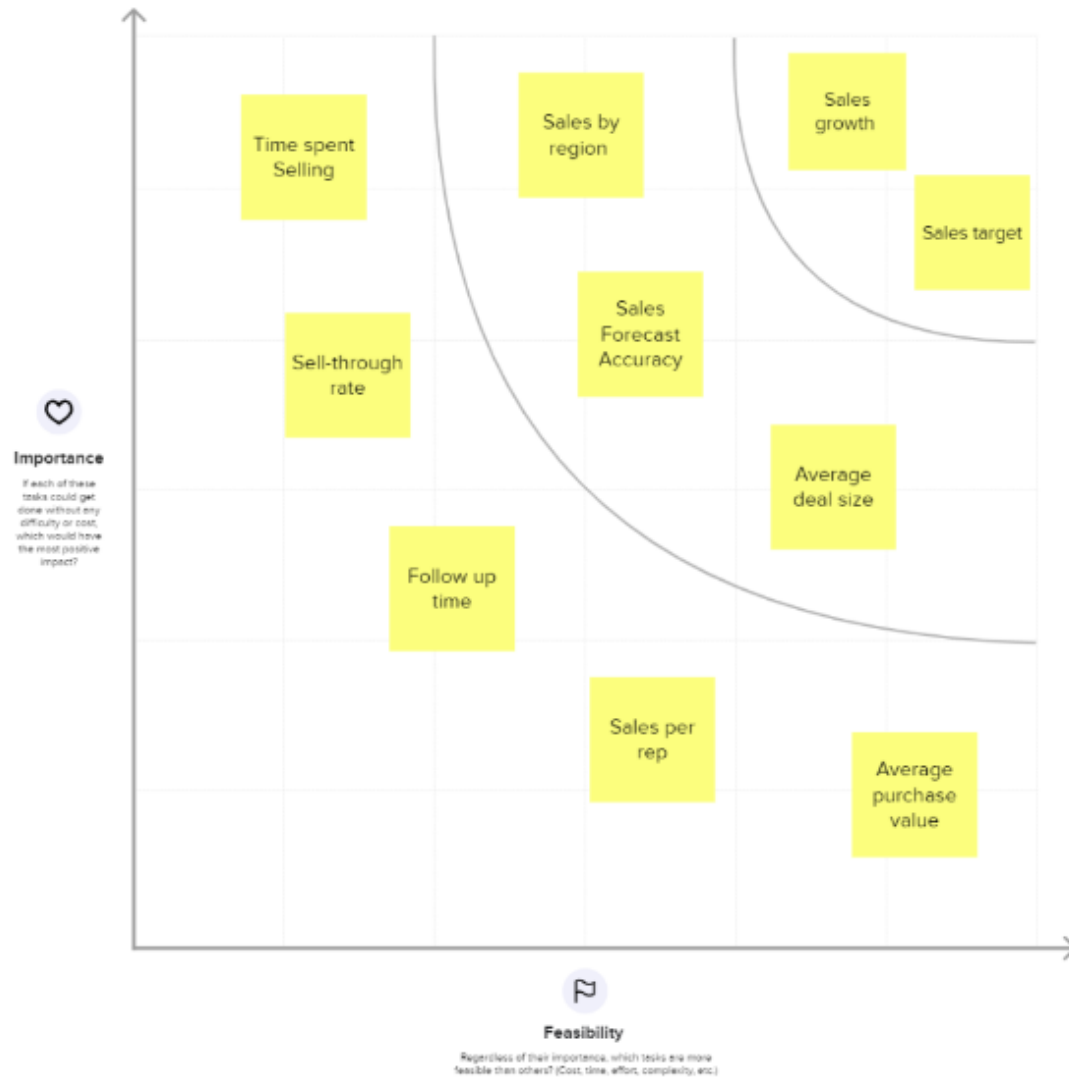 Sales
growth
Sales by
region
Time spent
Selling
Sales target
Sales
Forecast
Accuracy
Sell-through
rate
Importance
If each of these
tasks could get
done without any
difficulty or cost,
which would have
the most positive
impact?
Average
deal size
Follow up
time
Sales per
rep
Average
purchase
value
Feasibility
Regardless of their importance, which tasks are more
feasible than others? (Cost, time, effort, complexity, etc.)